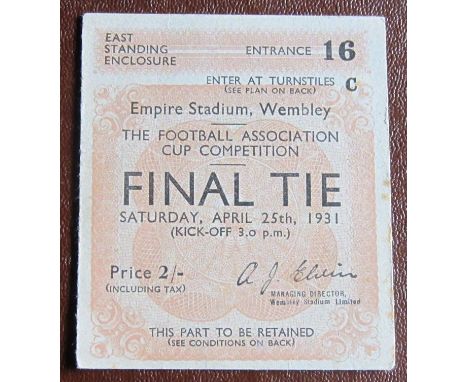 EAST
STANDING
ENCLOSURE
ENTRANCE 16
ENTER AT TURNSTILES C
(SEE PLAN ON BACK)
Empire Stadium, Wembley
THE FOOTBALL ASSOCIATION
CUP COMPETITION
FINAL TIE
SATURDAY, APRIL 25th, 1931
(KICK-OFF 3.0 p.m.)
Price 2/-
(INCLUDING TAX)
A. J. Elvin
MANAGING DIRECTOR,
Wembley Stadium Limited
THIS PART TO BE RETAINED
(SEE CONDITIONS ON BACK)